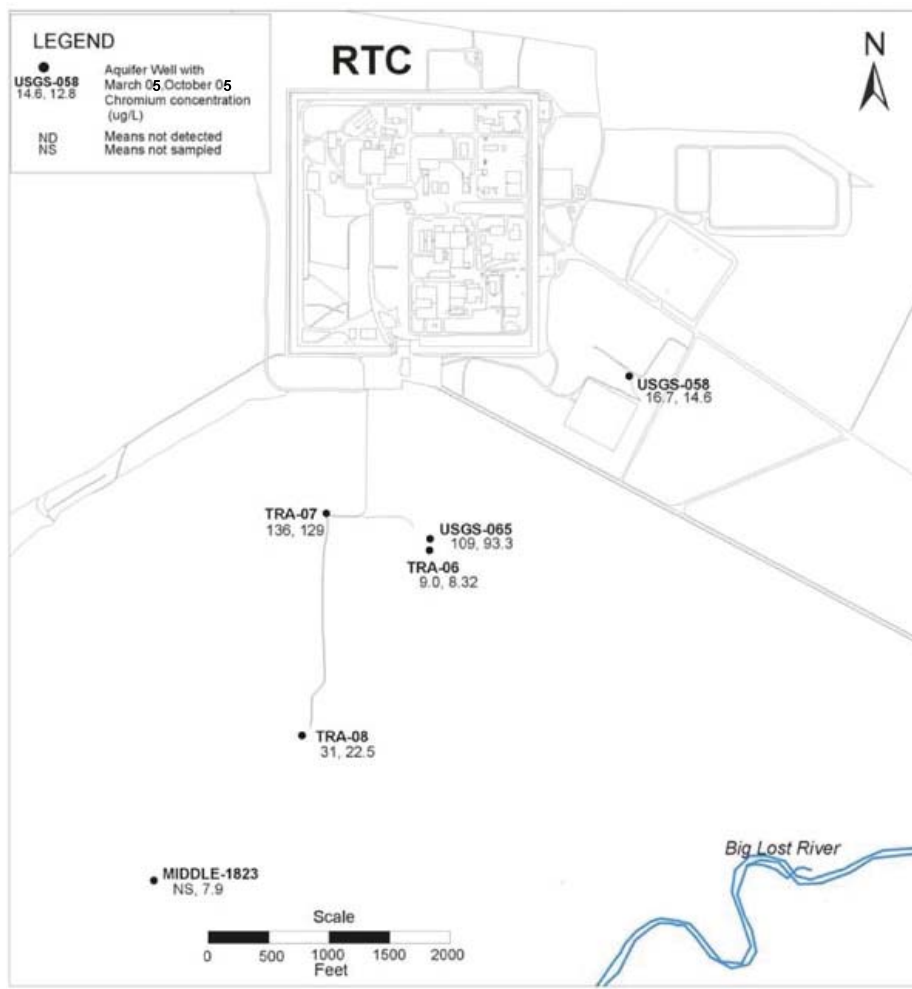 LEGEND
USGS-058
14.6, 12.8
Aquifer Well with
March 05,October 05
Chromium concentration
(ug/L)
ND Means not detected
NS Means not sampled
RTC
N
USGS-058
16.7, 14.6
TRA-07
136, 129
USGS-065
109, 93.3
TRA-06
9.0, 8.32
TRA-08
31, 22.5
Big Lost River
MIDDLE-1823
NS, 7.9
Scale
0 500 1000 1500 2000
Feet